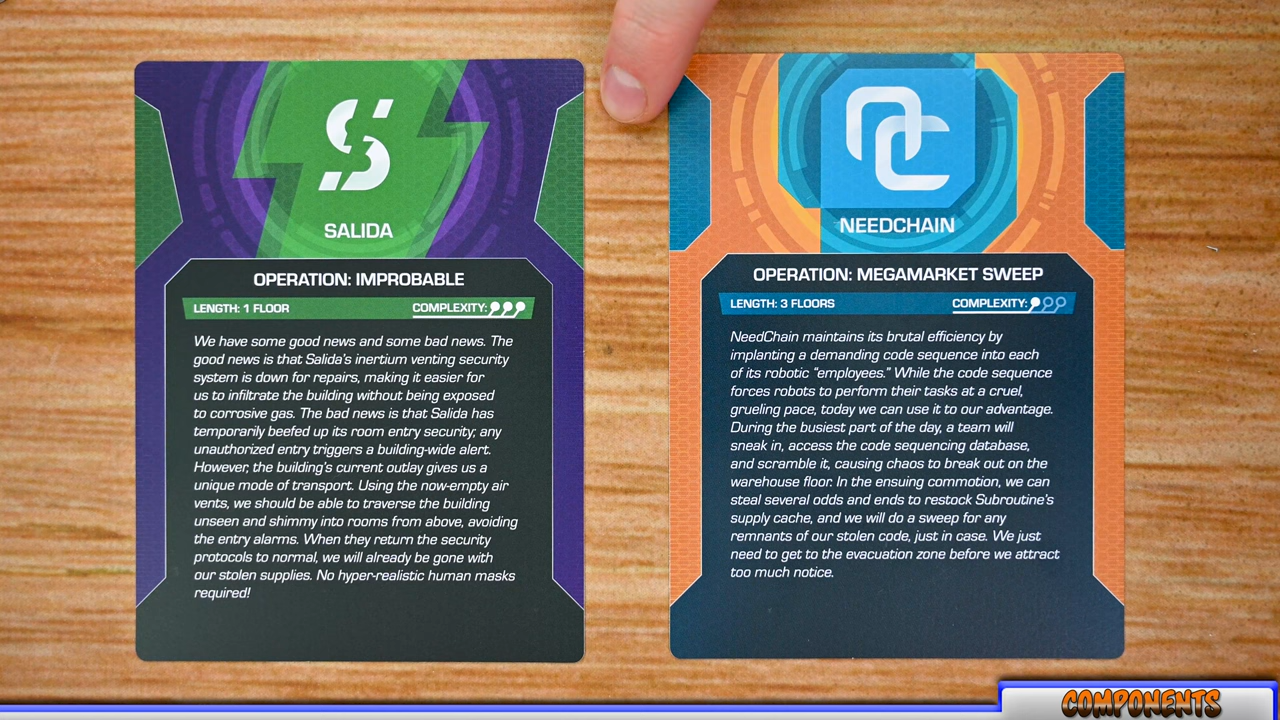 SALIDA
OPERATION: IMPROBABLE
LENGTH: 1 FLOOR
COMPLEXITY:
We have some good news and some bad news. The
good news is that Salida's inertium venting security
system is down for repairs, making it easier for
us to infiltrate the building without being exposed
to corrosive gas. The bad news is that Salida has
temporarily beefed up its room entry security; any
unauthorized entry triggers a building-wide alert.
However, the building's current outlay gives us a
unique mode of transport. Using the now-empty air
vents, we should be able to traverse the building
unseen and shimmy into rooms from above, avoiding
the entry alarms. When they return the security
protocols to normal, we will already be gone with
our stolen supplies. No hyper-realistic human masks
required!
NEEDCHAIN
OPERATION: MEGAMARKET SWEEP
LENGTH: 3 FLOORS
COMPLEXITY:
NeedChain maintains its brutal efficiency by
implanting a demanding code sequence into each
of its robotic "employees." While the code sequence
forces robots to perform their tasks at a cruel,
grueling pace, today we can use it to our advantage.
During the busiest part of the day, a team will
sneak in, access the code sequencing database,
and scramble it, causing chaos to break out on the
warehouse floor. In the ensuing commotion, we can
steal several odds and ends to restock Subroutine's
supply cache, and we will do a sweep for any
remnants of our stolen code, just in case. We just
need to get to the evacuation zone before we attract
too much notice.
COMPONENTS